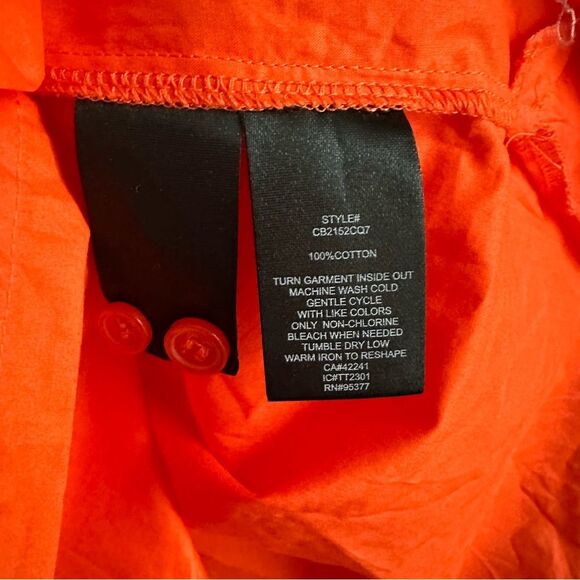 STYLE#
CB2152CQ7
100%COTTON
TURN GARMENT INSIDE OUT
MACHINE WASH COLD
GENTLE CYCLE
WITH LIKE COLORS
ONLY NON-CHLORINE
BLEACH WHEN NEEDED
TUMBLE DRY LOW
WARM IRON TO RESHAPE
CA#42241
IC#TT2301
RN#95377